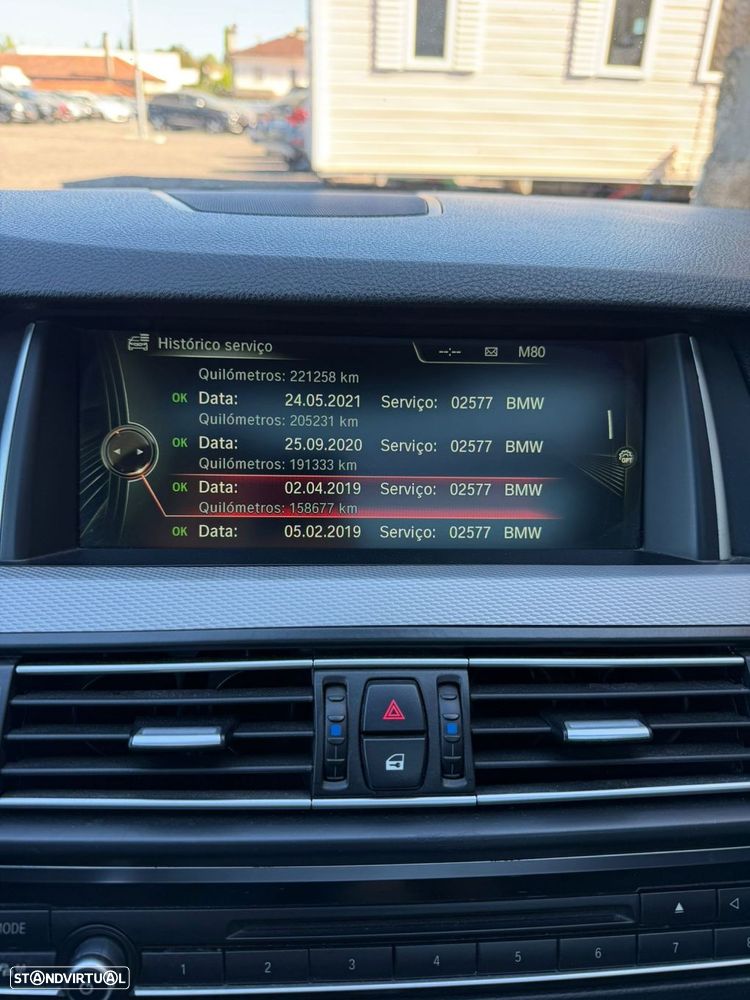 Histórico serviço
--:-- M80
Quilómetros: 221258 km
OK Data: 24.05.2021 Serviço: 02577 BMW
Quilómetros: 205231 km
OK Data: 25.09.2020 Serviço: 02577 BMW
Quilómetros: 191333 km
OK Data: 02.04.2019 Serviço: 02577 BMW
Quilómetros: 158677 km
OK Data: 05.02.2019 Serviço: 02577 BMW
MODE
1 2 3 4 5 6 7 8
STANDVIRTUAL